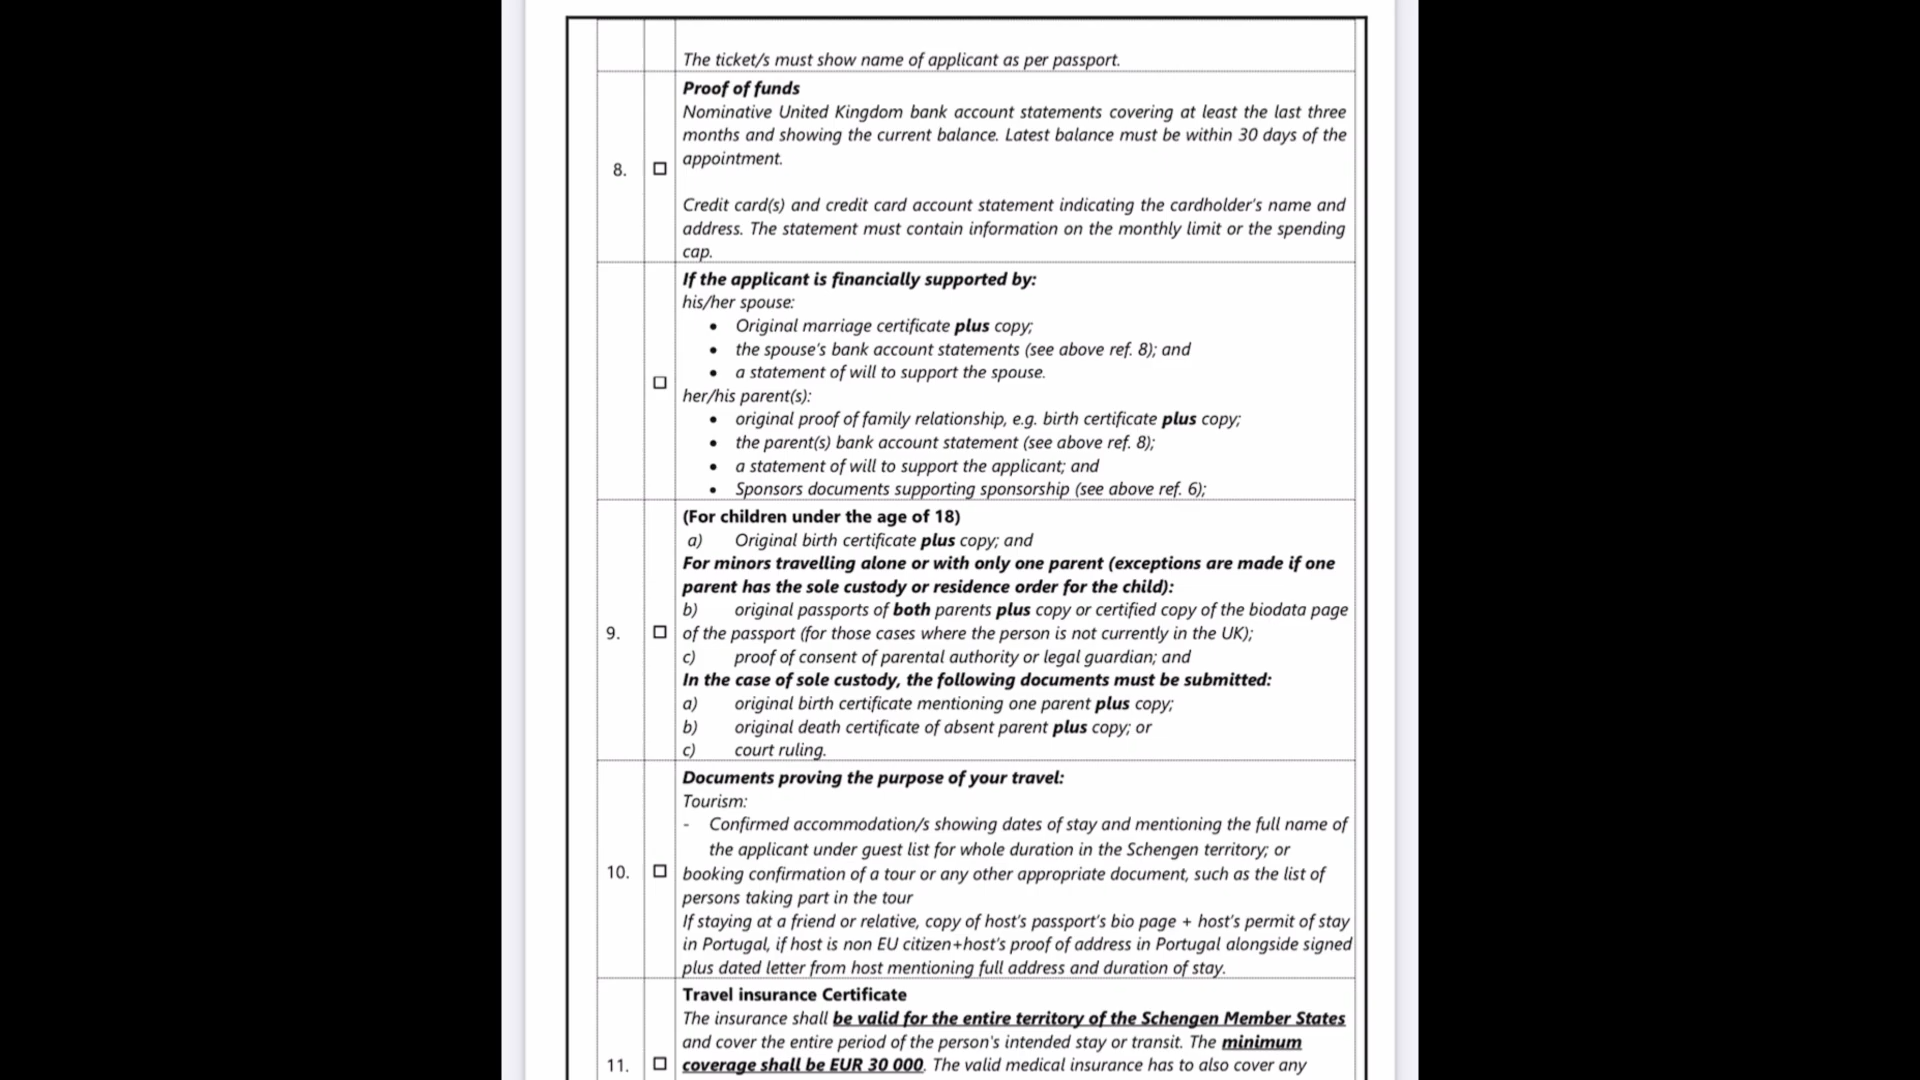 The ticket/s must show name of applicant as per passport.
Proof of funds
Nominative United Kingdom bank account statements covering at least the last three
months and showing the current balance. Latest balance must be within 30 days of the
appointment.
8.
Credit card(s) and credit card account statement indicating the cardholder's name and
address. The statement must contain information on the monthly limit or the spending
cap.
If the applicant is financially supported by:
his/her spouse:
• Original marriage certificate plus copy;
• the spouse's bank account statements (see above ref. 8); and
• a statement of will to support the spouse.
her/his parent(s):
• original proof of family relationship, e.g. birth certificate plus copy;
• the parent(s) bank account statement (see above ref. 8);
• a statement of will to support the applicant; and
• Sponsors documents supporting sponsorship (see above ref. 6);
(For children under the age of 18)
a) Original birth certificate plus copy; and
For minors travelling alone or with only one parent (exceptions are made if one
parent has the sole custody or residence order for the child):
b) original passports of both parents plus copy or certified copy of the biodata page
9. of the passport (for those cases where the person is not currently in the UK);
c) proof of consent of parental authority or legal guardian; and
In the case of sole custody, the following documents must be submitted:
a) original birth certificate mentioning one parent plus copy;
b) original death certificate of absent parent plus copy; or
c) court ruling.
Documents proving the purpose of your travel:
Tourism:
- Confirmed accommodation/s showing dates of stay and mentioning the full name of
the applicant under guest list for whole duration in the Schengen territory; or
10. booking confirmation of a tour or any other appropriate document, such as the list of
persons taking part in the tour
If staying at a friend or relative, copy of host's passport's bio page + host's permit of stay
in Portugal, if host is non EU citizen+host's proof of address in Portugal alongside signed
plus dated letter from host mentioning full address and duration of stay.
Travel insurance Certificate
The insurance shall be valid for the entire territory of the Schengen Member States
and cover the entire period of the person's intended stay or transit. The minimum
11. coverage shall be EUR 30 000. The valid medical insurance has to also cover any